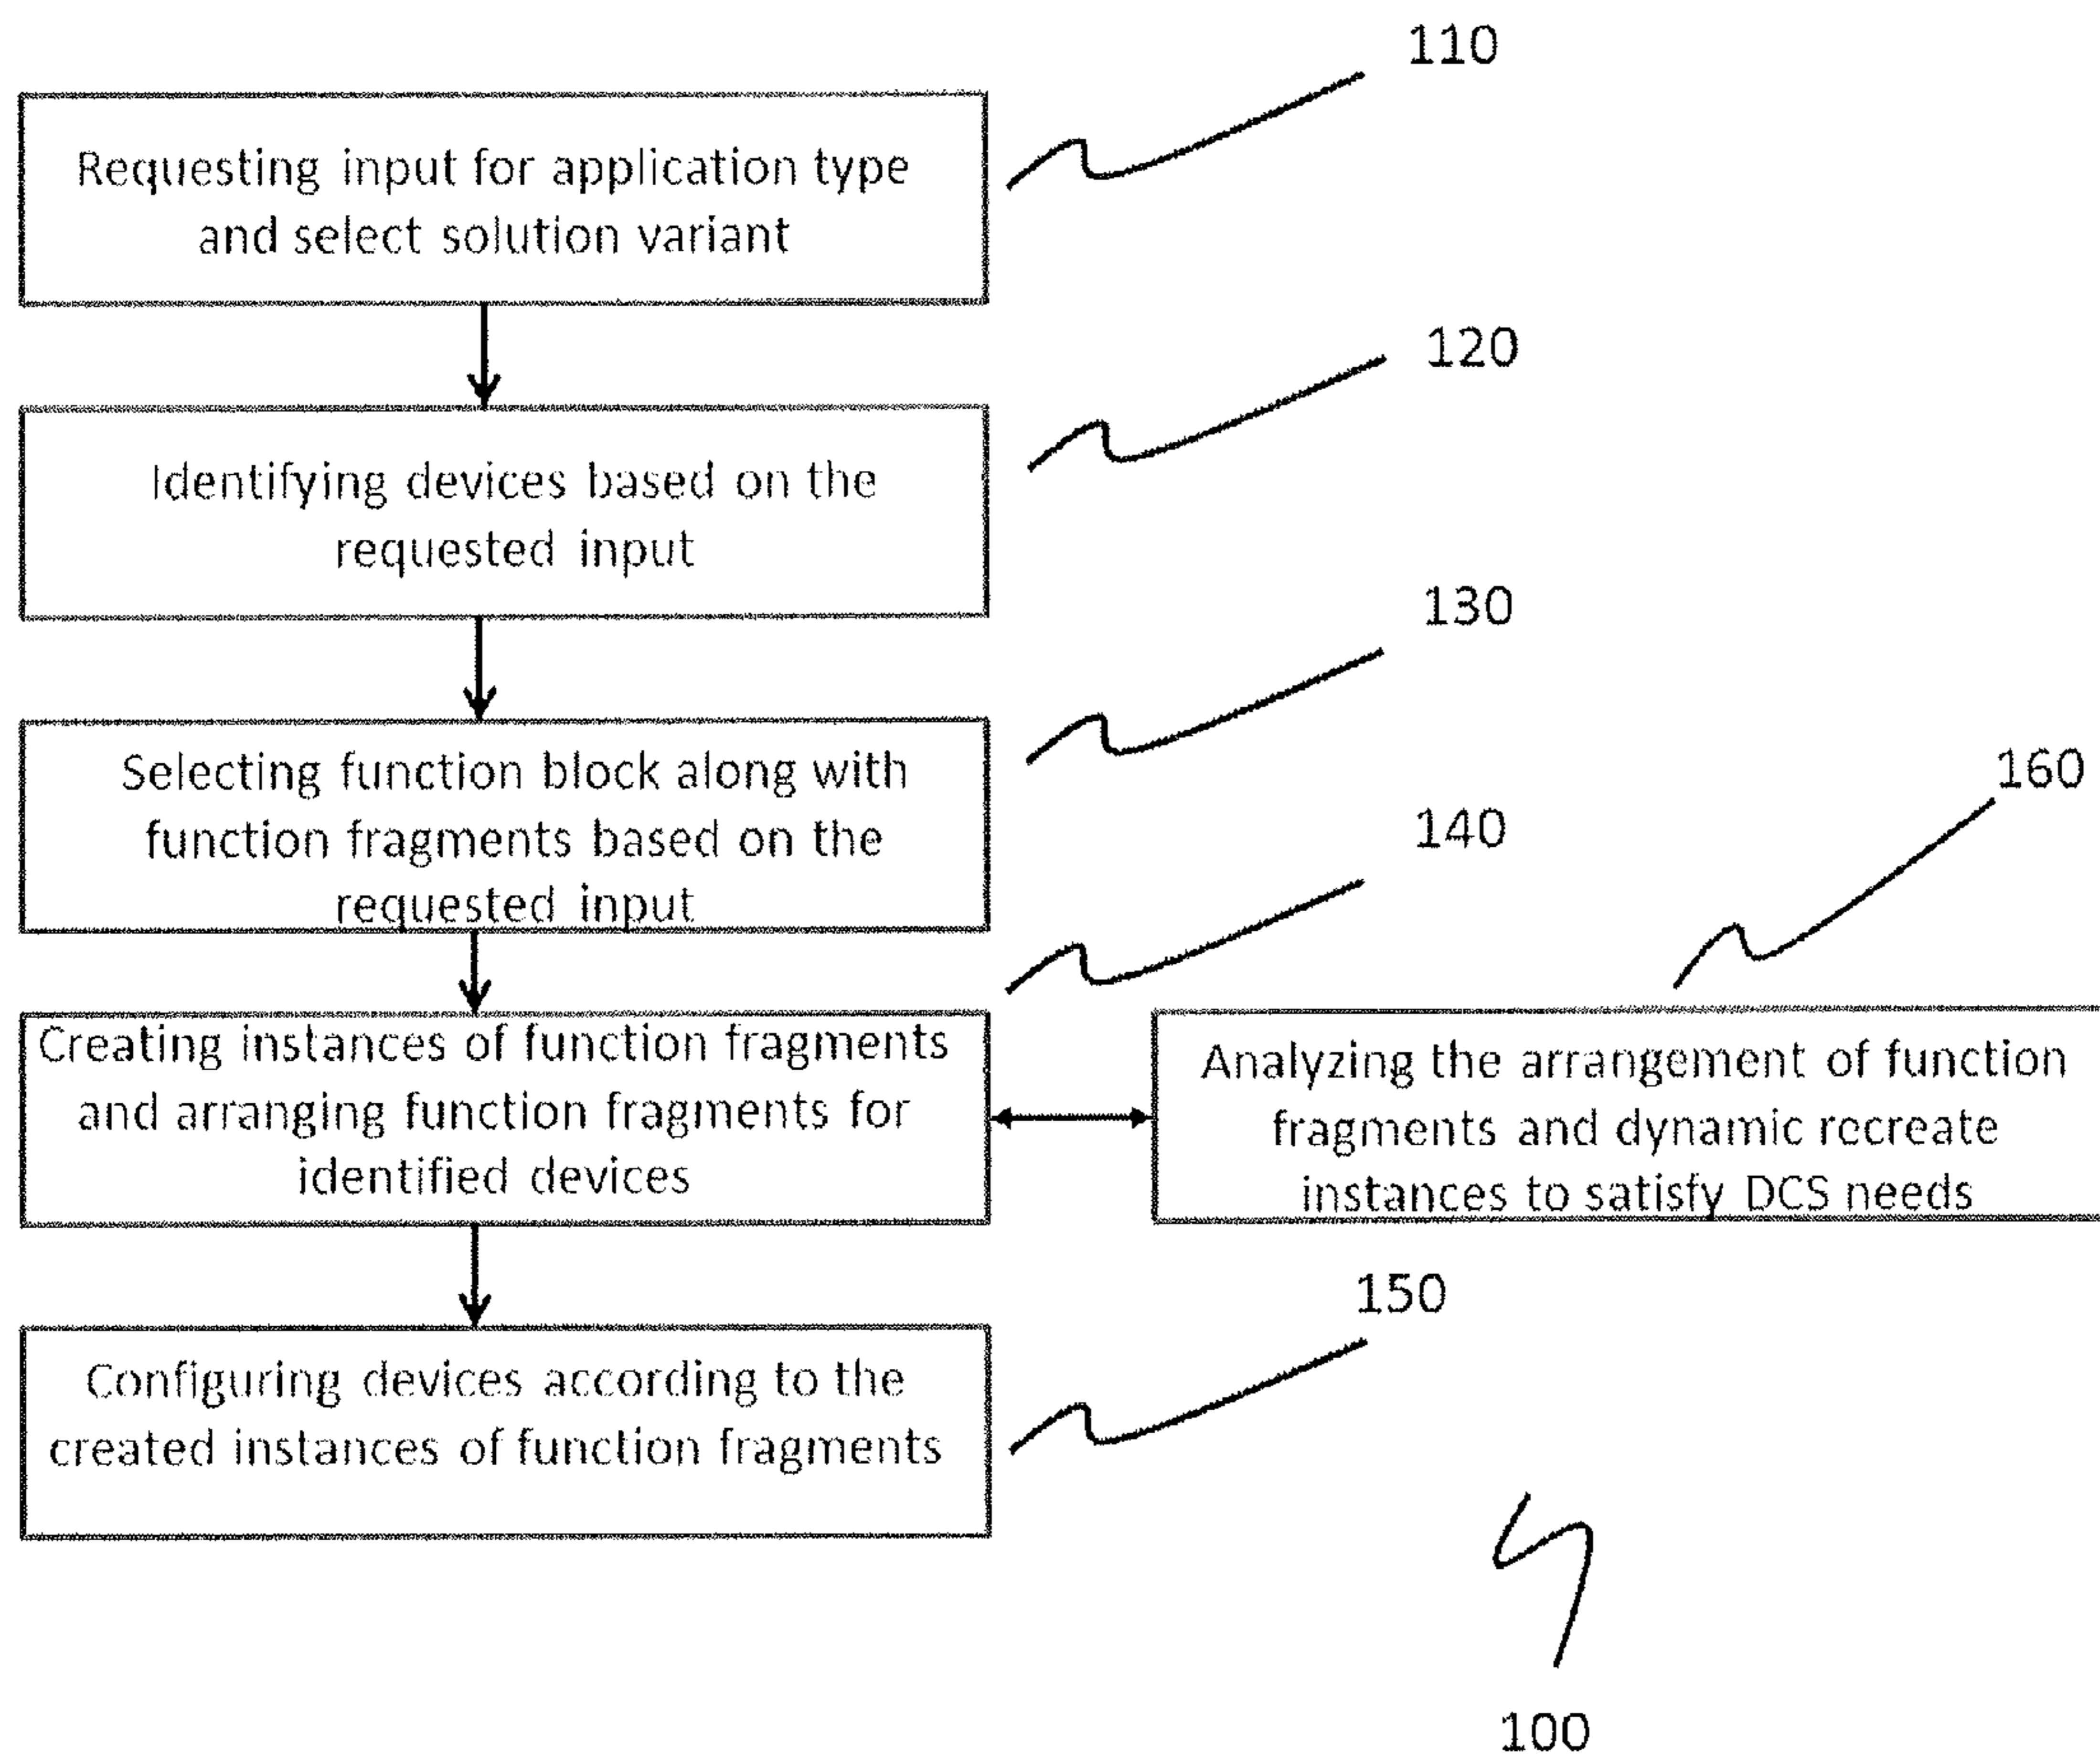 110
Requesting input for application type
and select solution variant
120
Identifying devices based on the
requested input
130
Selecting function block along with
function fragments based on the
requested input
160
140
Creating instances of function fragments
and arranging function fragments for
identified devices
Analyzing the arrangement of function
fragments and dynamic recreate
instances to satisfy DCS needs
150
Configuring devices according to the
created instances of function fragments
100